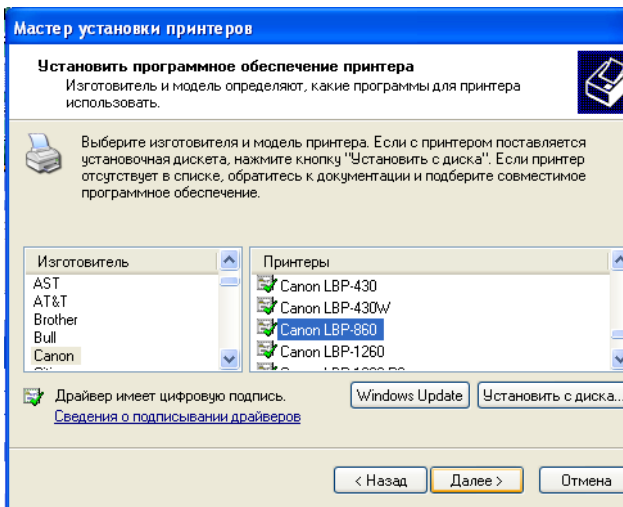 Мастер установки принтеров
Установить программное обеспечение принтера
Изготовитель и модель определяют, какие программы для принтера
использовать.
Выберите изготовителя и модель принтера. Если с принтером поставляется
установочная дискета, нажмите кнопку "Установить с диска". Если принтер
отсутствует в списке, обратитесь к документации и подберите совместимое
программное обеспечение.
Изготовитель
AST
AT&T
Brother
Bull
Canon
Принтеры
Canon LBP-430
Canon LBP-430W
Canon LBP-860
Canon LBP-1260
Драйвер имеет цифровую подпись.
Сведения о подписывании драйверов
Windows Update
Установить с диска...
< Назад
Далее >
Отмена